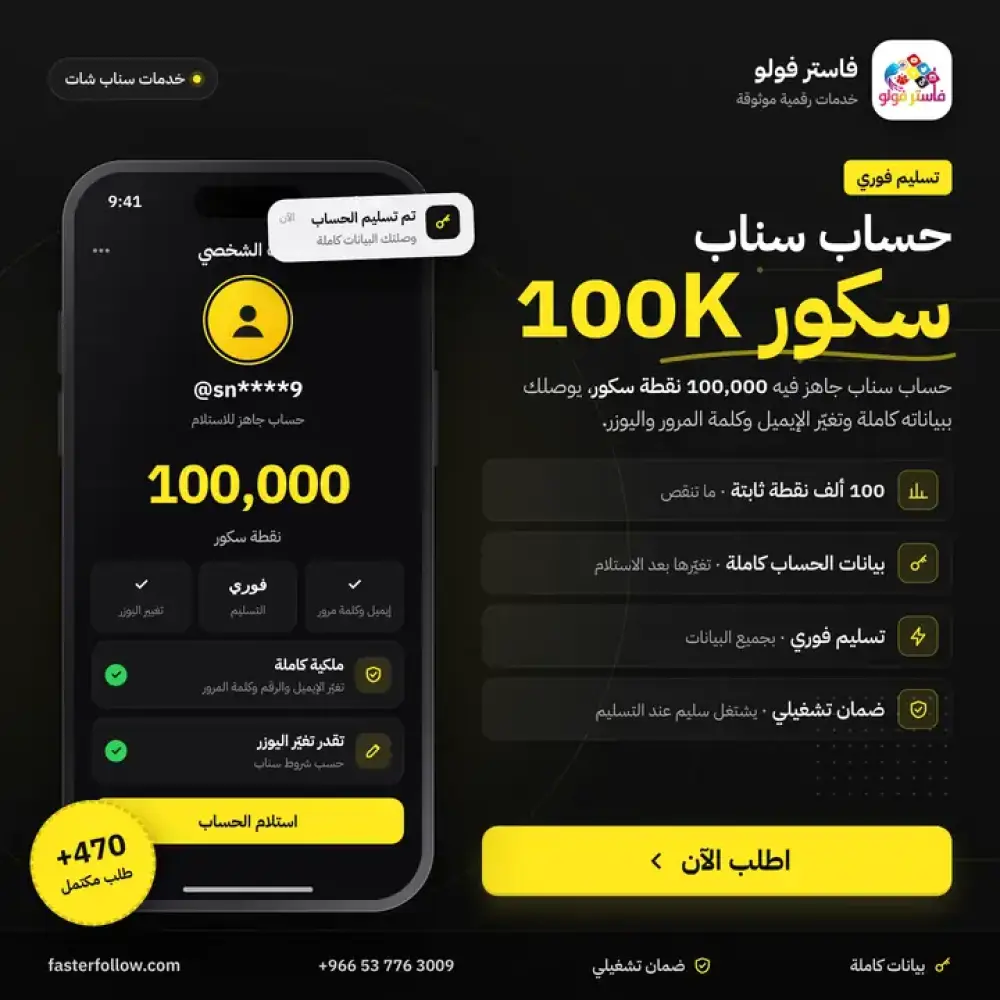 فاستر فولو
فاستر فولو
خدمات رقمية موثوقة
خدمات سناب شات
تسليم فوري
حساب سناب
سكور 100K
حساب سناب جاهز فيه 100,000 نقطة سكور، يوصلك
ببياناته كاملة وتغيّر الإيميل وكلمة المرور واليوزر.
100 ألف نقطة ثابتة · ما تنقص
بيانات الحساب كاملة · تغيّرها بعد الاستلام
تسليم فوري · بجميع البيانات
ضمان تشغيلي · يشتغل سليم عند التسليم
اطلب الآن
9:41
تم تسليم الحساب
الآن
وصلتك البيانات كاملة
الشخصي
@sn****9
حساب جاهز للاستلام
100,000
نقطة سكور
إيميل وكلمة مرور
فوري
التسليم
تغيير اليوزر
ملكية كاملة
تغيّر الإيميل والرقم وكلمة المرور
تقدر تغيّر اليوزر
حسب شروط سناب
استلام الحساب
+470
طلب مكتمل
بيانات كاملة
ضمان تشغيلي
+966 53 776 3009
fasterfollow.com